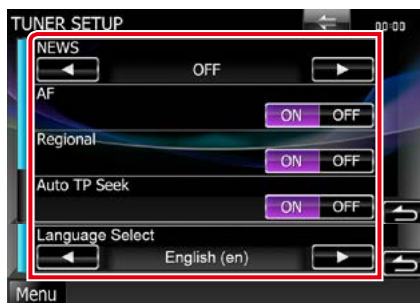 TUNER SETUP 00:00
NEWS
OFF
AF
ON OFF
Regional
ON OFF
Auto TP Seek
ON OFF
Language Select
English (en)
Menu